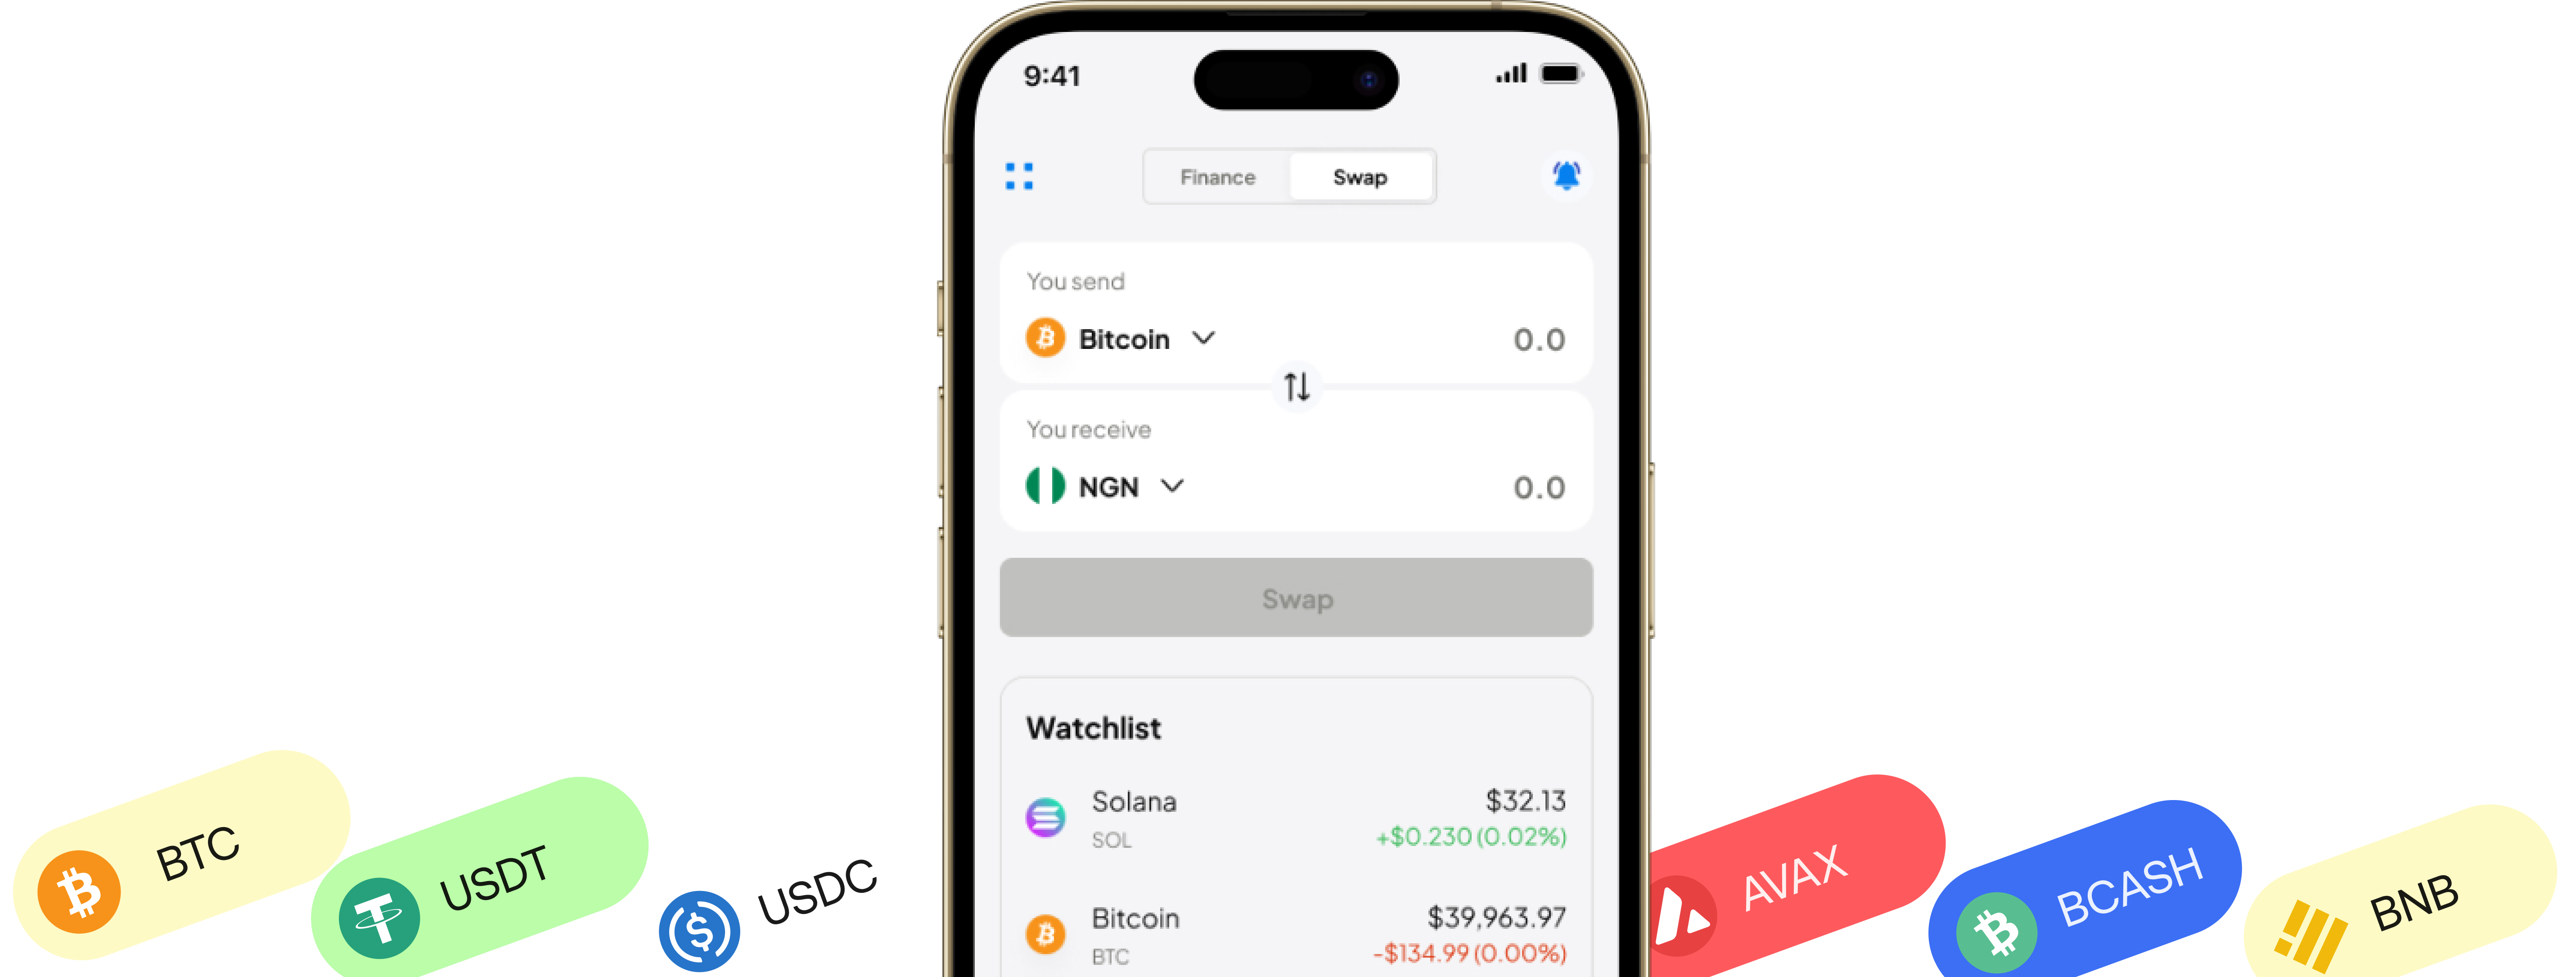 9:41
Finance
Swap
You send
Bitcoin
0.0
You receive
NGN
0.0
Swap
Watchlist
Solana
$32.13
SOL
+$0.230 (0.02%)
Bitcoin
$39,963.97
BTC
-$134.99 (0.00%)
BTC
USDT
USDC
AVAX
BCASH
BNB